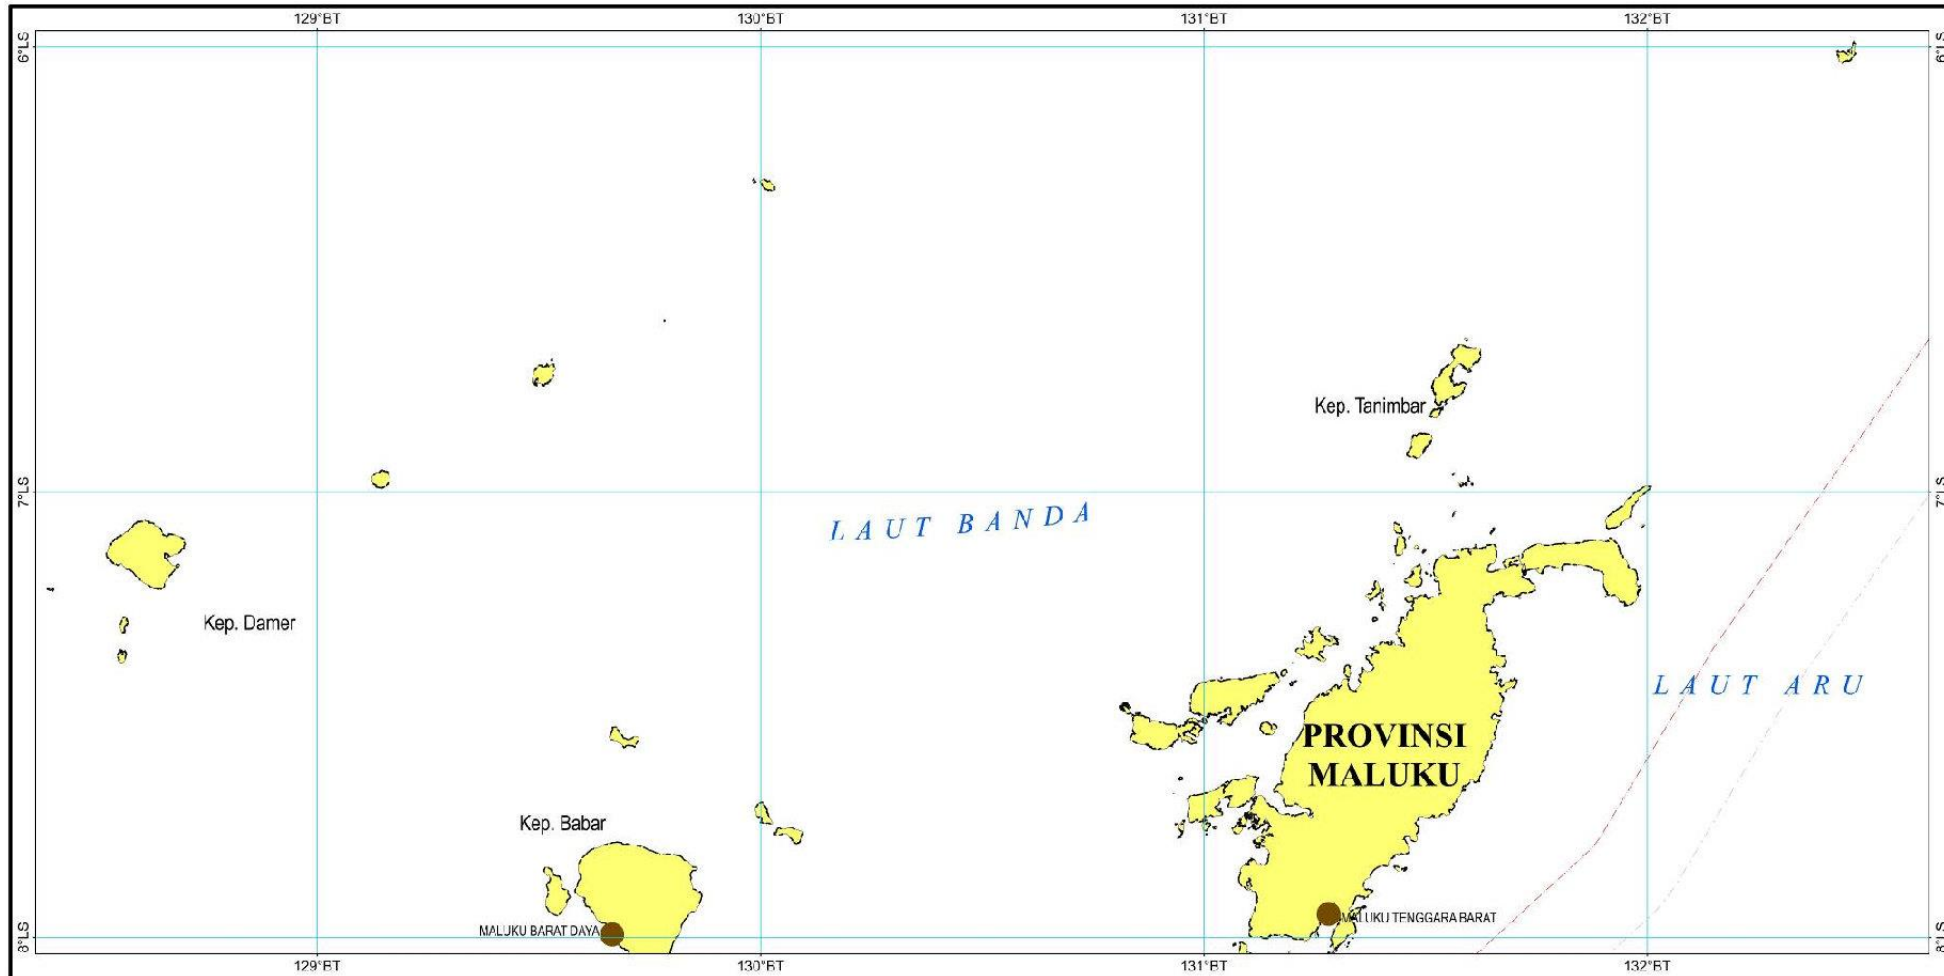 129°BT
130°BT
131°BT
132°BT
6°LS
6°LS
Kep. Tanimbar
7°LS
7°LS
LAUT BANDA
Kep. Damer
LAUT ARU
PROVINSI
MALUKU
Kep. Babar
MALUKU TENGGARA BARAT
MALUKU BARAT DAYA
8°LS
8°LS
129°BT
130°BT
131°BT
132°BT